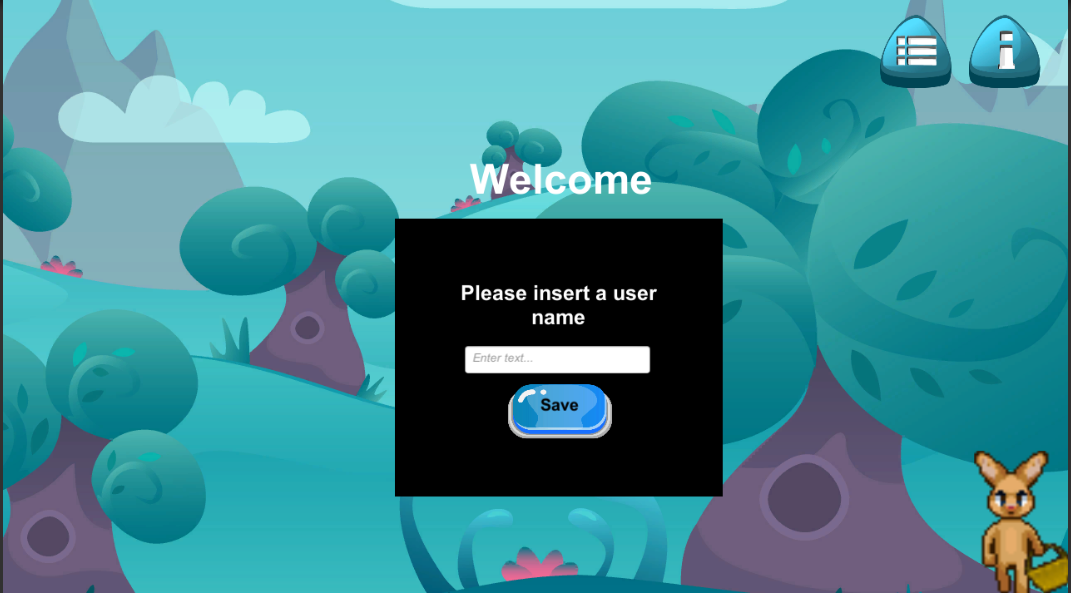 Welcome
Please insert a user
name
Enter text...
Save